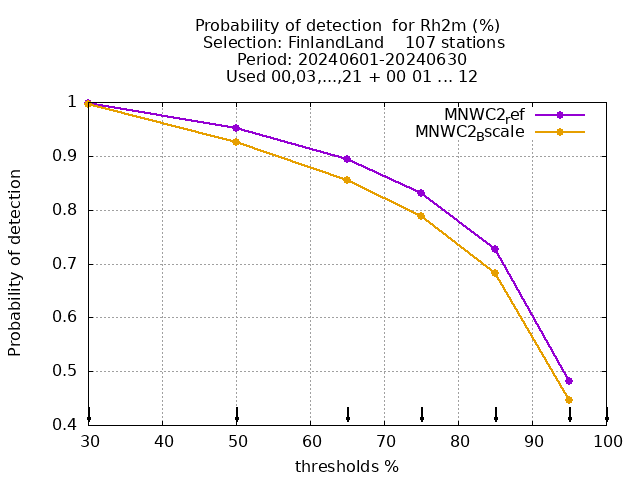 Probability of detection  for Rh2m (%)
Selection: FinlandLand    107 stations
Period: 20240601-20240630
Used 00,03,...,21 + 00 01 ... 12
MNWC2ref
MNWC2Bscale
Probability of detection
1
0.9
0.8
0.7
0.6
0.5
0.4
30 40 50 60 70 80 90 100
thresholds %